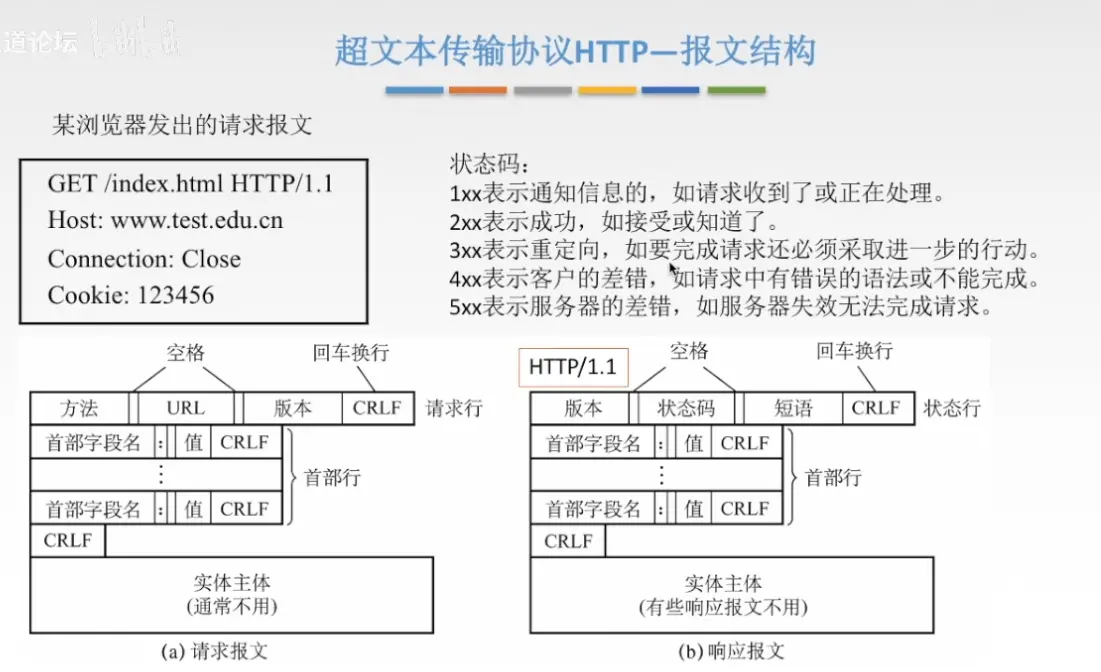 道论坛
超文本传输协议HTTP—报文结构
某浏览器发出的请求报文
GET /index.html HTTP/1.1
Host: www.test.edu.cn
Connection: Close
Cookie: 123456
状态码：
1xx表示通知信息的，如请求收到了或正在处理。
2xx表示成功，如接受或知道了。
3xx表示重定向，如要完成请求还必须采取进一步的行动。
4xx表示客户的差错，如请求中有错误的语法或不能完成。
5xx表示服务器的差错，如服务器失效无法完成请求。
空格 回车换行
方法 URL 版本 CRLF 请求行
首部字段名 : 值 CRLF
⋮ 首部行
首部字段名 : 值 CRLF
CRLF
实体主体
(通常不用)
(a) 请求报文
HTTP/1.1 空格 回车换行
版本 状态码 短语 CRLF 状态行
首部字段名 : 值 CRLF
⋮ 首部行
首部字段名 : 值 CRLF
CRLF
实体主体
(有些响应报文不用)
(b) 响应报文